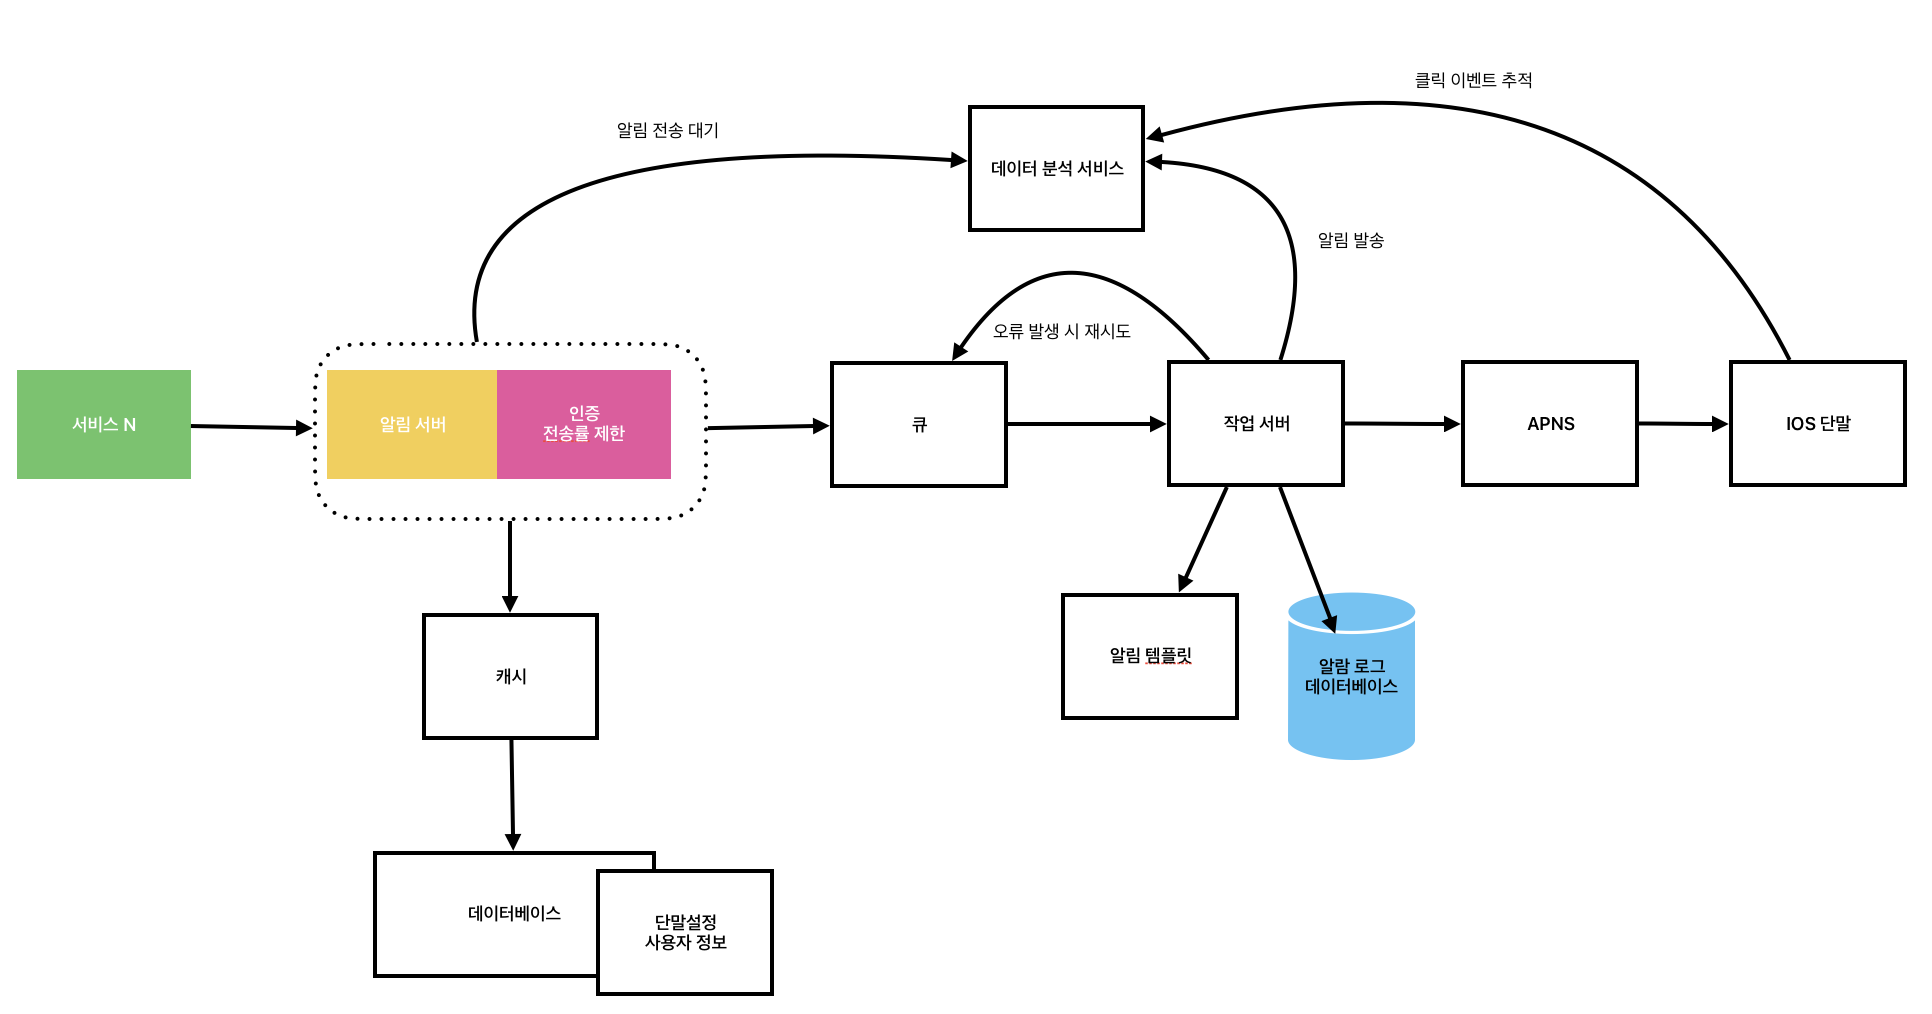 클릭 이벤트 추적
알림 전송 대기
데이터 분석 서비스
알림 발송
오류 발생 시 재시도
서비스 N
알림 서버
인증
전송률 제한
큐
작업 서버
APNS
IOS 단말
캐시
알림 템플릿
알람 로그
데이터베이스
데이터베이스
단말설정
사용자 정보